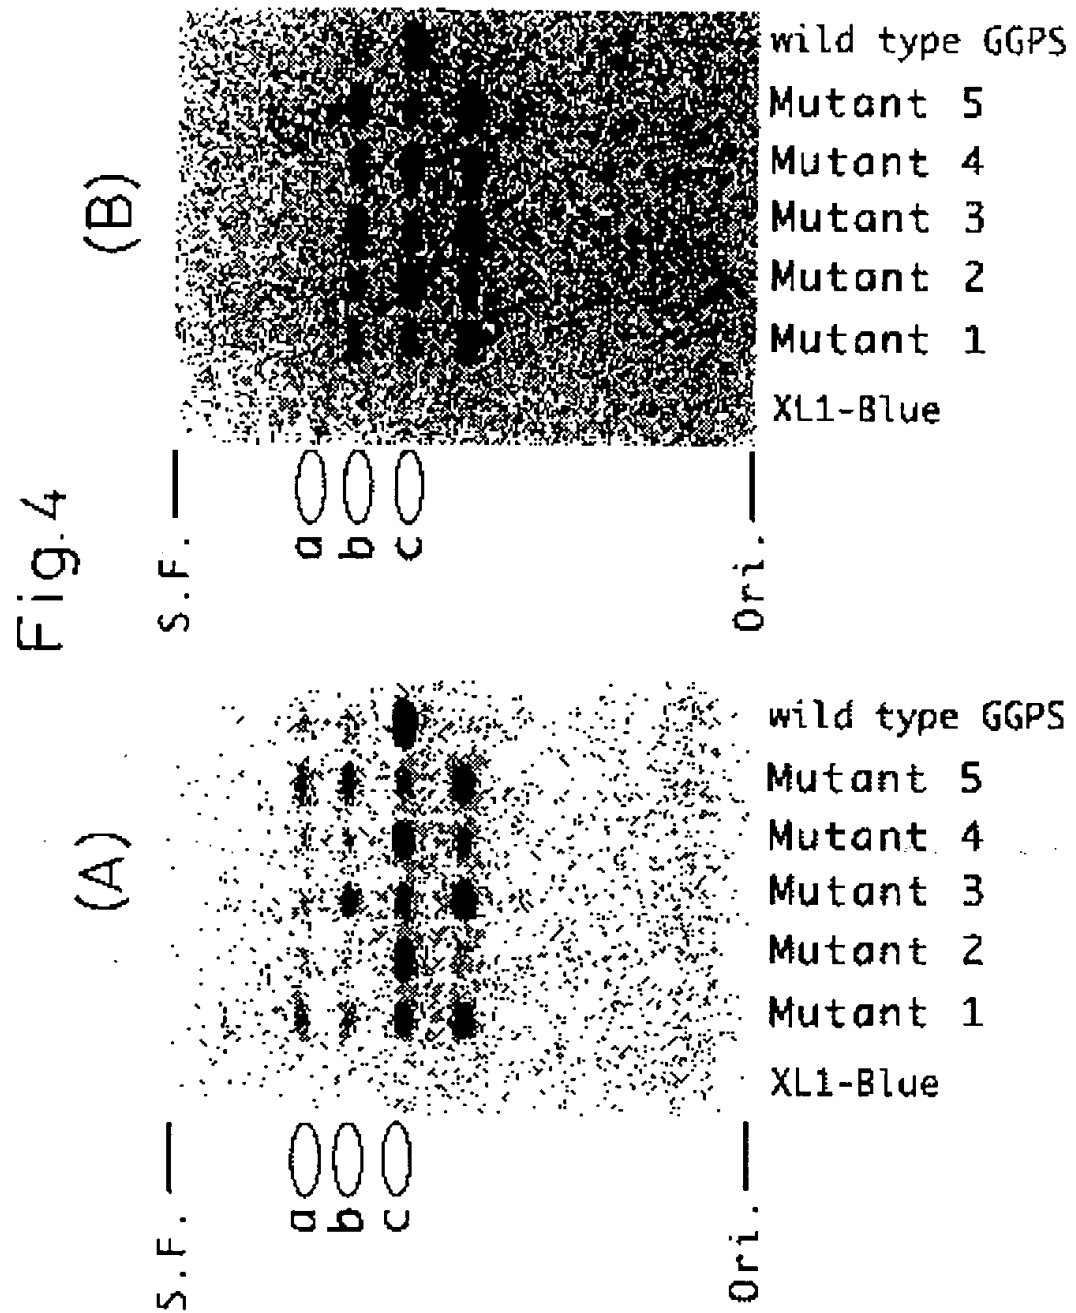 Fig. 4
(A)
S.F.
a
b
c
Ori.
XL1-Blue
Mutant 1
Mutant 2
Mutant 3
Mutant 4
Mutant 5
wild type GGPS
(B)
S.F.
a
b
c
Ori.
XL1-Blue
Mutant 1
Mutant 2
Mutant 3
Mutant 4
Mutant 5
wild type GGPS